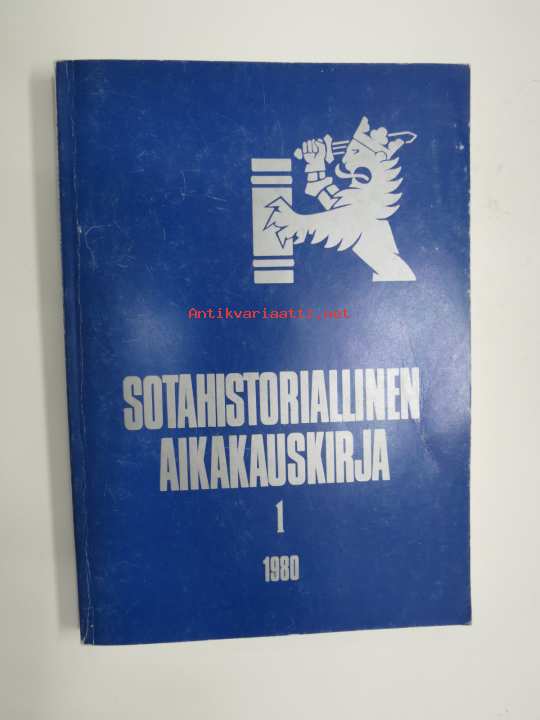 Antikvariaatti.net
SOTAHISTORIALLINEN
AIKAKAUSKIRJA
1
1980